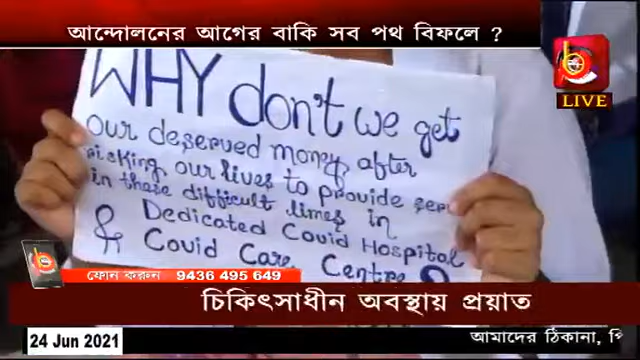 আন্দোলনের আগের বাকি সব পথ বিফলে ?
LIVE
WHY don't we get
our deserved money, after
risking our lives to provide
in these difficult times in
Dedicated Covid Hospital
& Covid Care Centre
ফোন করুন 9436 495 649
চিকিৎসাধীন অবস্থায় প্রয়াত
24 Jun 2021
আমাদের ঠিকানা,